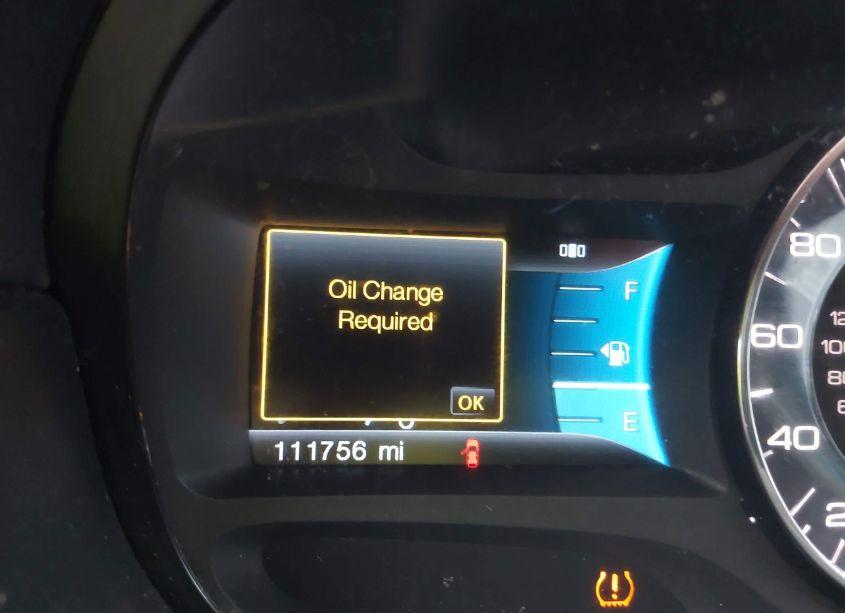 Oil Change
Required
OK
111756 mi
F
E
80
60
40